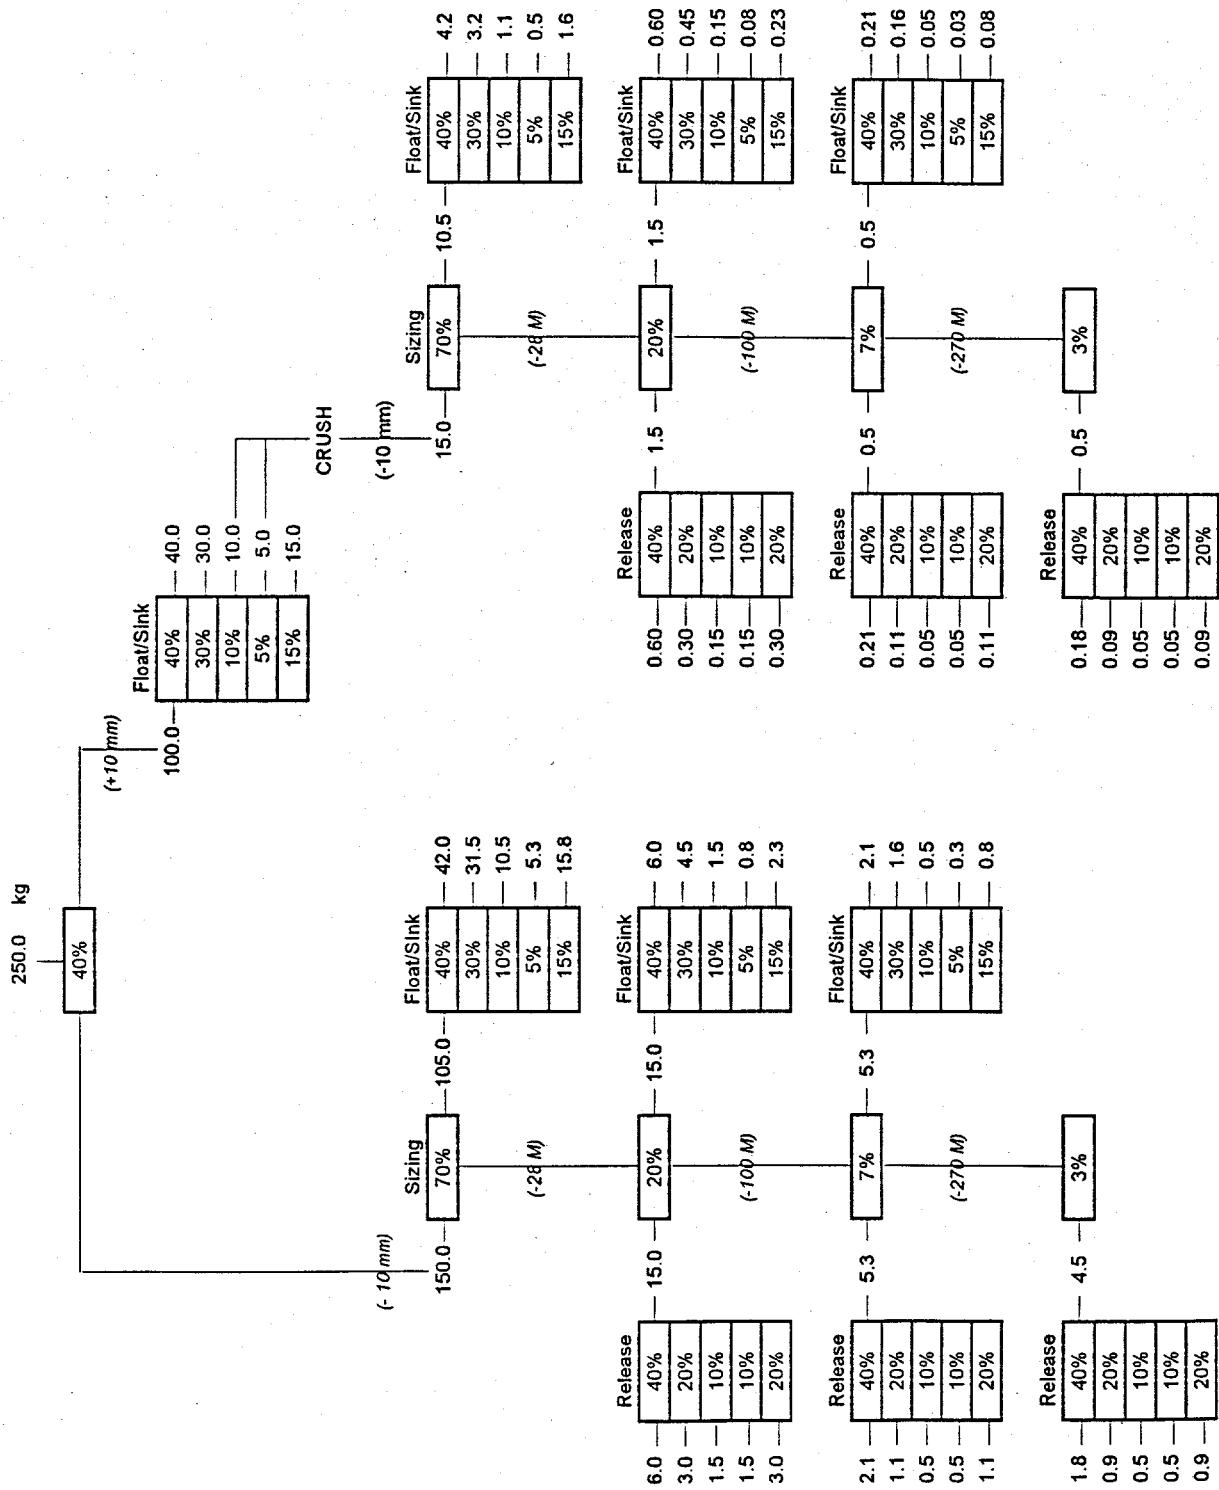 250.0 kg
40%
(- 10 mm)
(+10 mm)
100.0
Float/Sink
40% 40.0
30% 30.0
10% 10.0
5% 5.0
15% 15.0
CRUSH
(-10 mm)
Sizing
150.0 70% 105.0
Float/Sink
40% 42.0
30% 31.5
10% 10.5
5% 5.3
15% 15.8
(-28 M)
Release
6.0 40%
3.0 20%
1.5 10%
1.5 10%
3.0 20%
15.0 20% 15.0
Float/Sink
40% 6.0
30% 4.5
10% 1.5
5% 0.8
15% 2.3
(-100 M)
Release
2.1 40%
1.1 20%
0.5 10%
0.5 10%
1.1 20%
5.3 7% 5.3
Float/Sink
40% 2.1
30% 1.6
10% 0.5
5% 0.3
15% 0.8
(-270 M)
Release
1.8 40%
0.9 20%
0.5 10%
0.5 10%
0.9 20%
4.5 3%
Sizing
15.0 70% 10.5
Float/Sink
40% 4.2
30% 3.2
10% 1.1
5% 0.5
15% 1.6
(-28 M)
Release
0.60 40%
0.30 20%
0.15 10%
0.15 10%
0.30 20%
1.5 20% 1.5
Float/Sink
40% 0.60
30% 0.45
10% 0.15
5% 0.08
15% 0.23
(-100 M)
Release
0.21 40%
0.11 20%
0.05 10%
0.05 10%
0.11 20%
0.5 7% 0.5
Float/Sink
40% 0.21
30% 0.16
10% 0.05
5% 0.03
15% 0.08
(-270 M)
Release
0.18 40%
0.09 20%
0.05 10%
0.05 10%
0.09 20%
0.5 3%